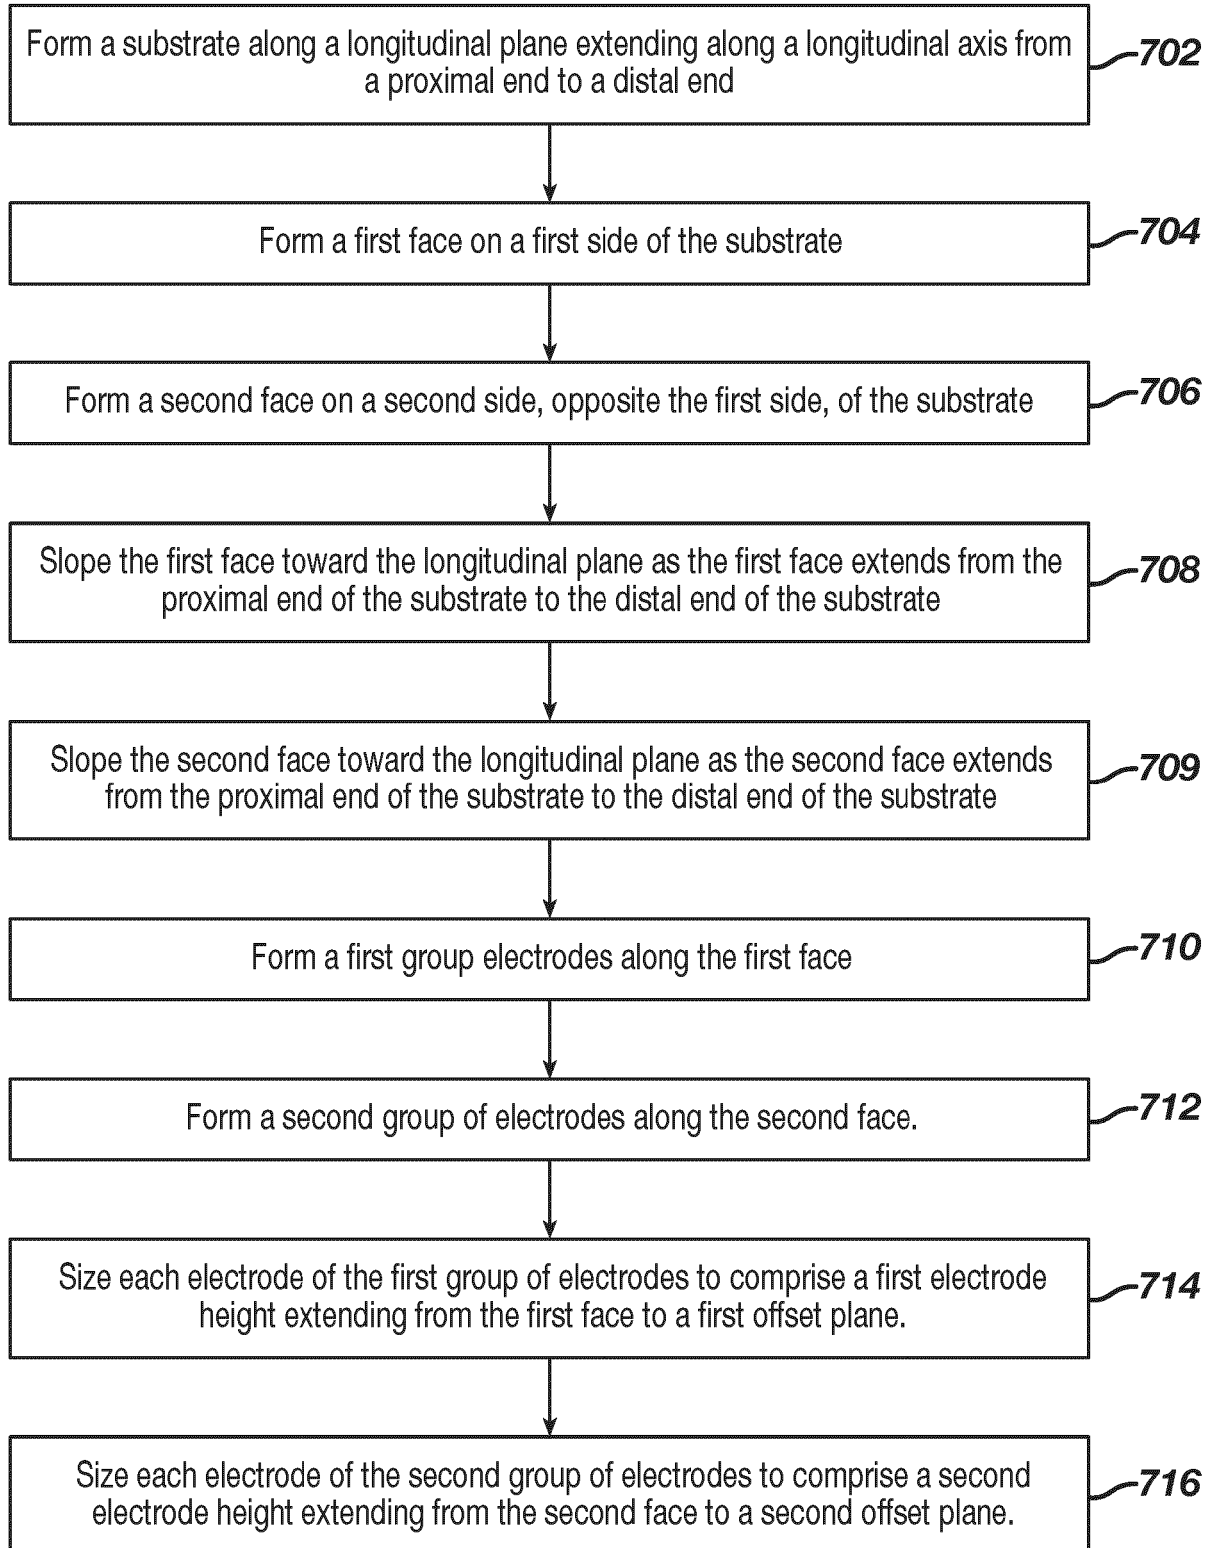 Form a substrate along a longitudinal plane extending along a longitudinal axis from
a proximal end to a distal end
702
Form a first face on a first side of the substrate
704
Form a second face on a second side, opposite the first side, of the substrate
706
Slope the first face toward the longitudinal plane as the first face extends from the
proximal end of the substrate to the distal end of the substrate
708
Slope the second face toward the longitudinal plane as the second face extends
from the proximal end of the substrate to the distal end of the substrate
709
Form a first group electrodes along the first face
710
Form a second group of electrodes along the second face.
712
Size each electrode of the first group of electrodes to comprise a first electrode
height extending from the first face to a first offset plane.
714
Size each electrode of the second group of electrodes to comprise a second
electrode height extending from the second face to a second offset plane.
716